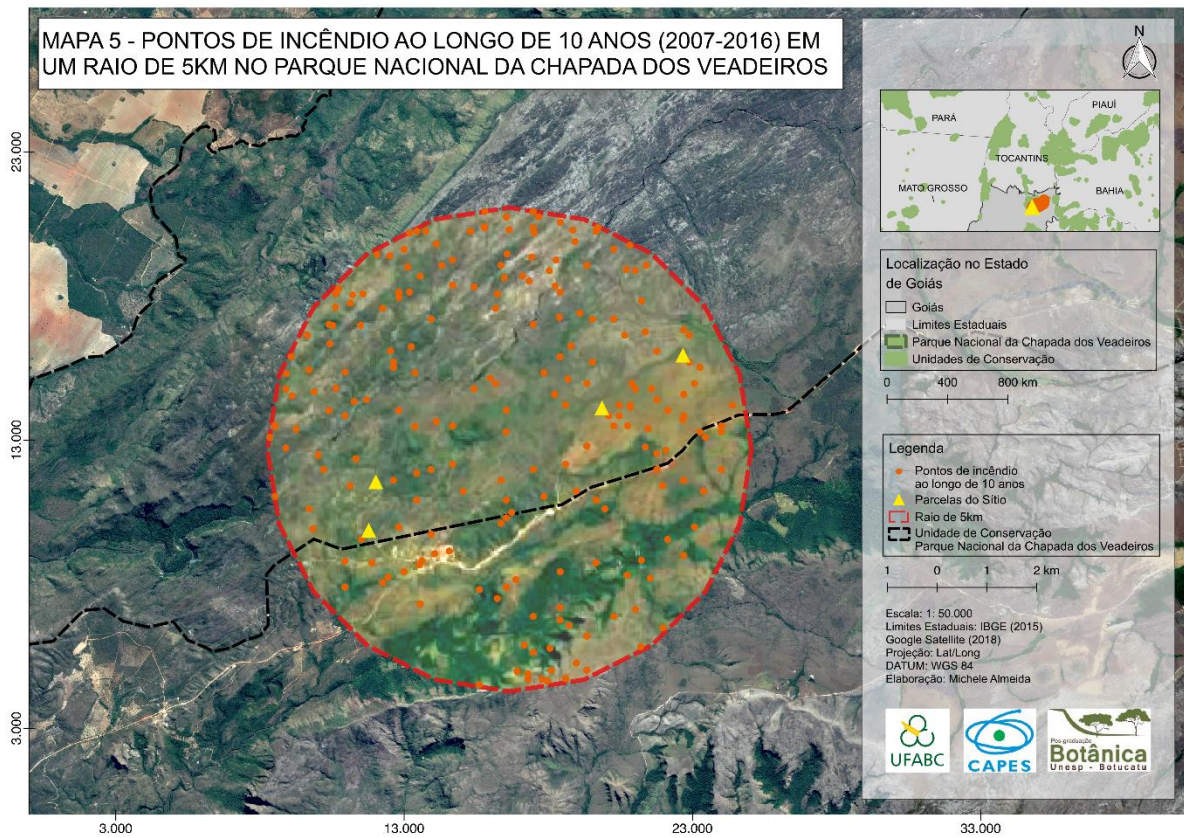 MAPA 5 - PONTOS DE INCÊNDIO AO LONGO DE 10 ANOS (2007-2016) EM
UM RAIO DE 5KM NO PARQUE NACIONAL DA CHAPADA DOS VEADEIROS
N
PARÁ
PIAUÍ
TOCANTINS
MATO GROSSO
BAHIA
Localização no Estado
de Goiás
Goiás
Limites Estaduais
Parque Nacional da Chapada dos Veadeiros
Unidades de Conservação
0 400 800 km
Legenda
Pontos de incêndio
ao longo de 10 anos
Parcelas do Sítio
Raio de 5km
Unidade de Conservação
Parque Nacional da Chapada dos Veadeiros
1 0 1 2 km
Escala: 1: 50.000
Limites Estaduais: IBGE (2015)
Google Satellite (2018)
Projeção: Lat/Long
DATUM: WGS 84
Elaboração: Michele Almeida
UFABC
CAPES
Pós-graduação
Botânica
Unesp - Botucatu
23.000
13.000
3.000
3.000 13.000 23.000 33.000